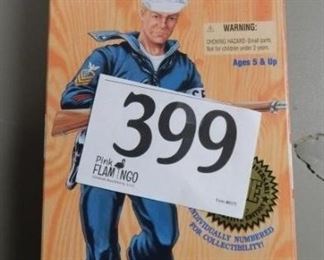 WARNING:
CHOKING HAZARD-Small parts.
Not for children under 3 years.
Ages 5 & Up
SP
399
Pink
FLAMINGO
INDIVIDUALLY NUMBERED
FOR COLLECTIBILITY!